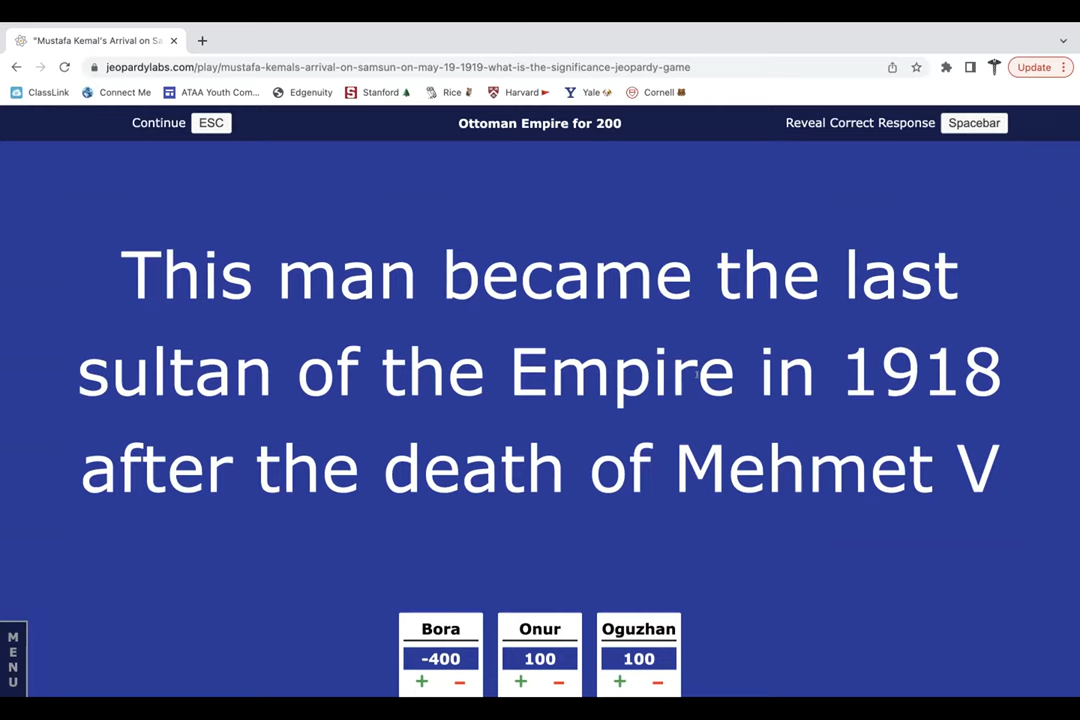 "Mustafa Kemal's Arrival on Sa
jeopardylabs.com/play/mustafa-kemals-arrival-on-samsun-on-may-19-1919-what-is-the-significance-jeopardy-game
Update
ClassLink Connect Me ATAA Youth Com... Edgenuity Stanford Rice Harvard Yale Cornell
Continue ESC Ottoman Empire for 200 Reveal Correct Response Spacebar
This man became the last
sultan of the Empire in 1918
after the death of Mehmet V
MENU
Bora Onur Oguzhan
-400 100 100
+ − + − + −